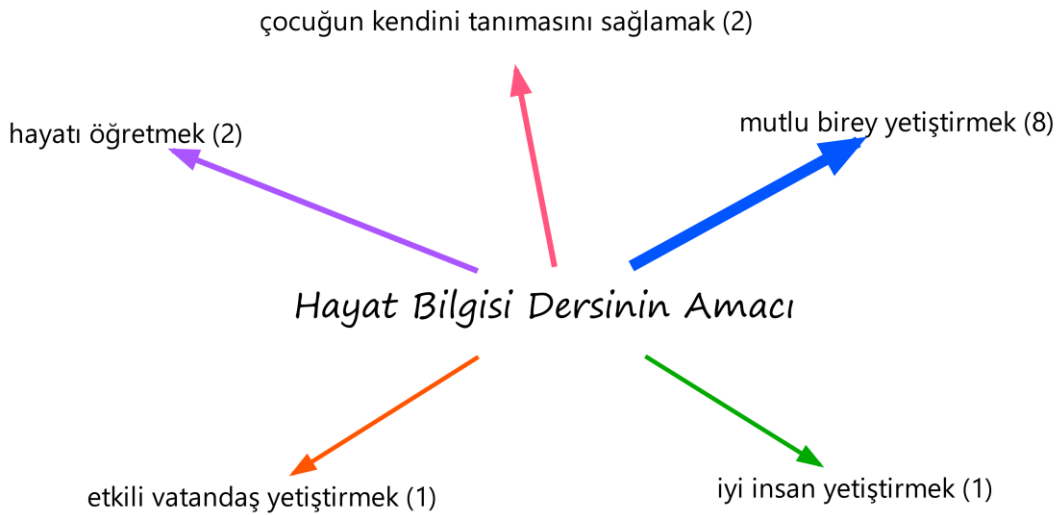 çocuğun kendini tanımasını sağlamak (2)
hayatı öğretmek (2)
mutlu birey yetiştirmek (8)
Hayat Bilgisi Dersinin Amacı
etkili vatandaş yetiştirmek (1)
iyi insan yetiştirmek (1)